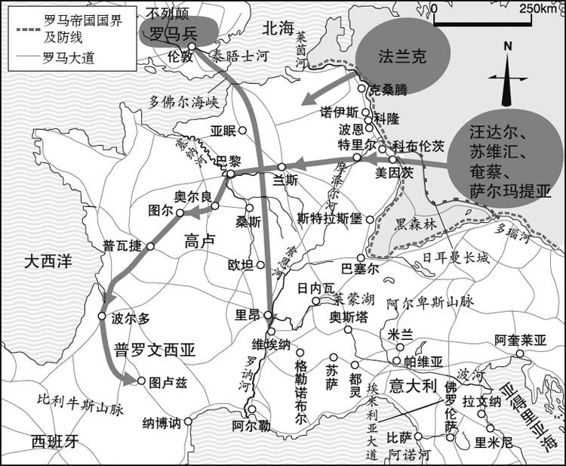 罗马帝国国界
及防线
罗马大道
不列颠
罗马兵
伦敦
泰晤士河
北海
莱茵河
法兰克
0 250km
N
多佛尔海峡
克桑腾
诺伊斯
科隆
波恩
亚眠
塞纳河
特里尔
科布伦茨
汪达尔、
苏维汇、
奄蔡、
萨尔玛提亚
巴黎
兰斯
摩泽尔河
美因茨
奥尔良
图尔
桑斯
斯特拉斯堡
黑森林
多瑙河
普瓦捷
高卢
索恩河
日耳曼长城
大西洋
欧坦
巴塞尔
日内瓦
莱蒙湖
阿尔卑斯山脉
波尔多
里昂
奥斯塔
米兰
阿奎莱亚
维埃纳
普罗文西亚
罗讷河
格勒诺布尔
苏萨
都灵
帕维亚
波河
意大利
图卢兹
埃米利亚大道
佛罗伦萨
拉文纳
亚得里亚海
比利牛斯山脉
纳博讷
阿尔勒
比萨
里米尼
西班牙
阿诺河